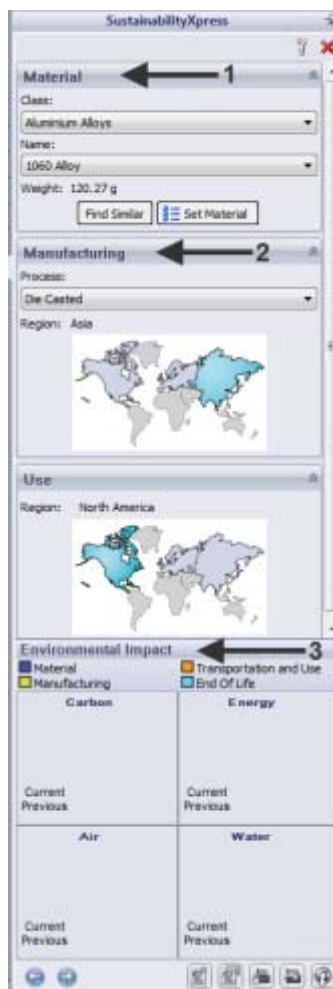 SustainabilityXpress
Material 1
Class:
Aluminium Alloys
Name:
1060 Alloy
Weight: 120.27 g
Find Similar Set Material
Manufacturing 2
Process:
Die Casted
Region: Asia
Use
Region: North America
Environmental Impact 3
Material Transportation and Use
Manufacturing End Of Life
Carbon Energy
Current Current
Previous Previous
Air Water
Current Current
Previous Previous